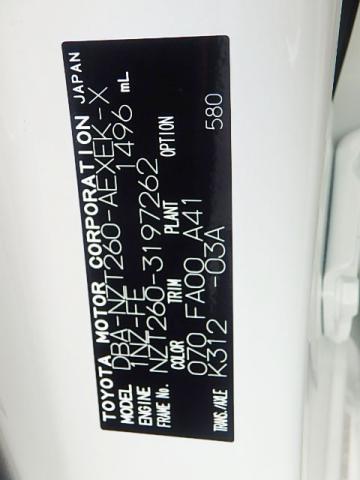 TOYOTA MOTOR CORPORATION JAPAN
MODEL DBA-NZT260-AEXEK-X
ENGINE 1NZ-FE 1496 mL
FRAME No. NZT260-3197262
COLOR TRIM PLANT OPTION
070 FA00 A41 580
TRANS./AXLE K312 -03A